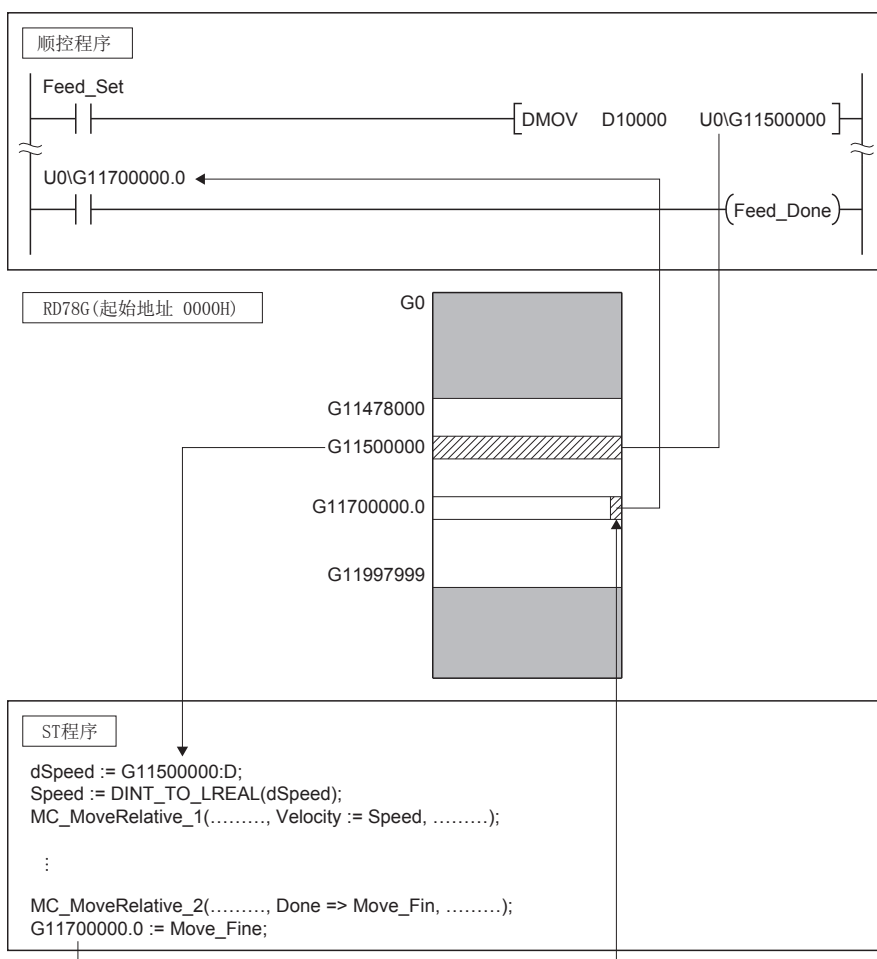 顺控程序
Feed_Set
DMOV D10000 U0\G11500000
U0\G11700000.0
Feed_Done
RD78G(起始地址 0000H)
G0
G11478000
G11500000
G11700000.0
G11997999
ST程序
dSpeed := G11500000:D;
Speed := DINT_TO_LREAL(dSpeed);
MC_MoveRelative_1(………, Velocity := Speed, ………);
⋮
MC_MoveRelative_2(………, Done => Move_Fin, ………);
G11700000.0 := Move_Fine;